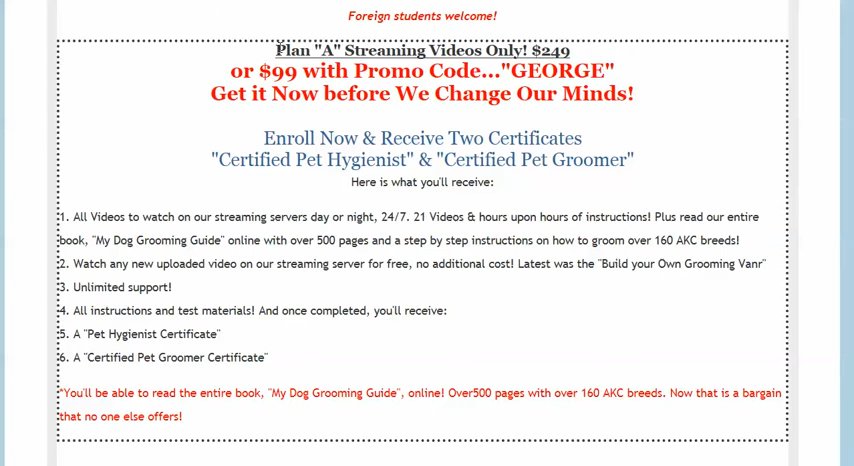 Foreign students welcome!
Plan "A" Streaming Videos Only! $249
or $99 with Promo Code..."GEORGE"
Get it Now before We Change Our Minds!
Enroll Now & Receive Two Certificates
"Certified Pet Hygienist" & "Certified Pet Groomer"
Here is what you'll receive:
1. All Videos to watch on our streaming servers day or night, 24/7. 21 Videos & hours upon hours of instructions! Plus read our entire
book, "My Dog Grooming Guide" online with over 500 pages and a step by step instructions on how to groom over 160 AKC breeds!
2. Watch any new uploaded video on our streaming server for free, no additional cost! Latest was the "Build your Own Grooming Vanr"
3. Unlimited support!
4. All instructions and test materials! And once completed, you'll receive:
5. A "Pet Hygienist Certificate"
6. A "Certified Pet Groomer Certificate"
*You'll be able to read the entire book, "My Dog Grooming Guide", online! Over500 pages with over 160 AKC breeds. Now that is a bargain
that no one else offers!